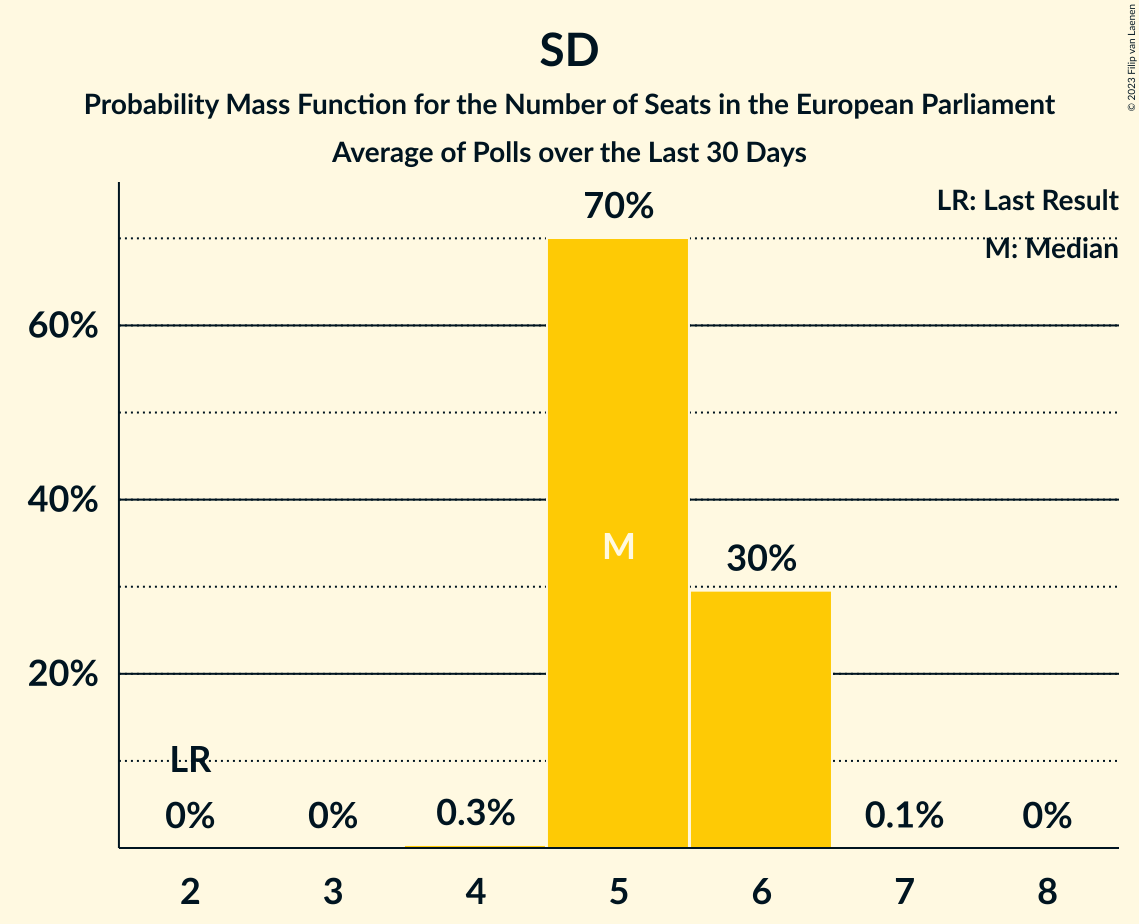 SD
Probability Mass Function for the Number of Seats in the European Parliament
Average of Polls over the Last 30 Days
© 2023 Filip van Laenen
LR: Last Result
M: Median
70%
60%
40%
M
30%
20%
LR
0%
0%
0.3%
0.1%
0%
2
3
4
5
6
7
8